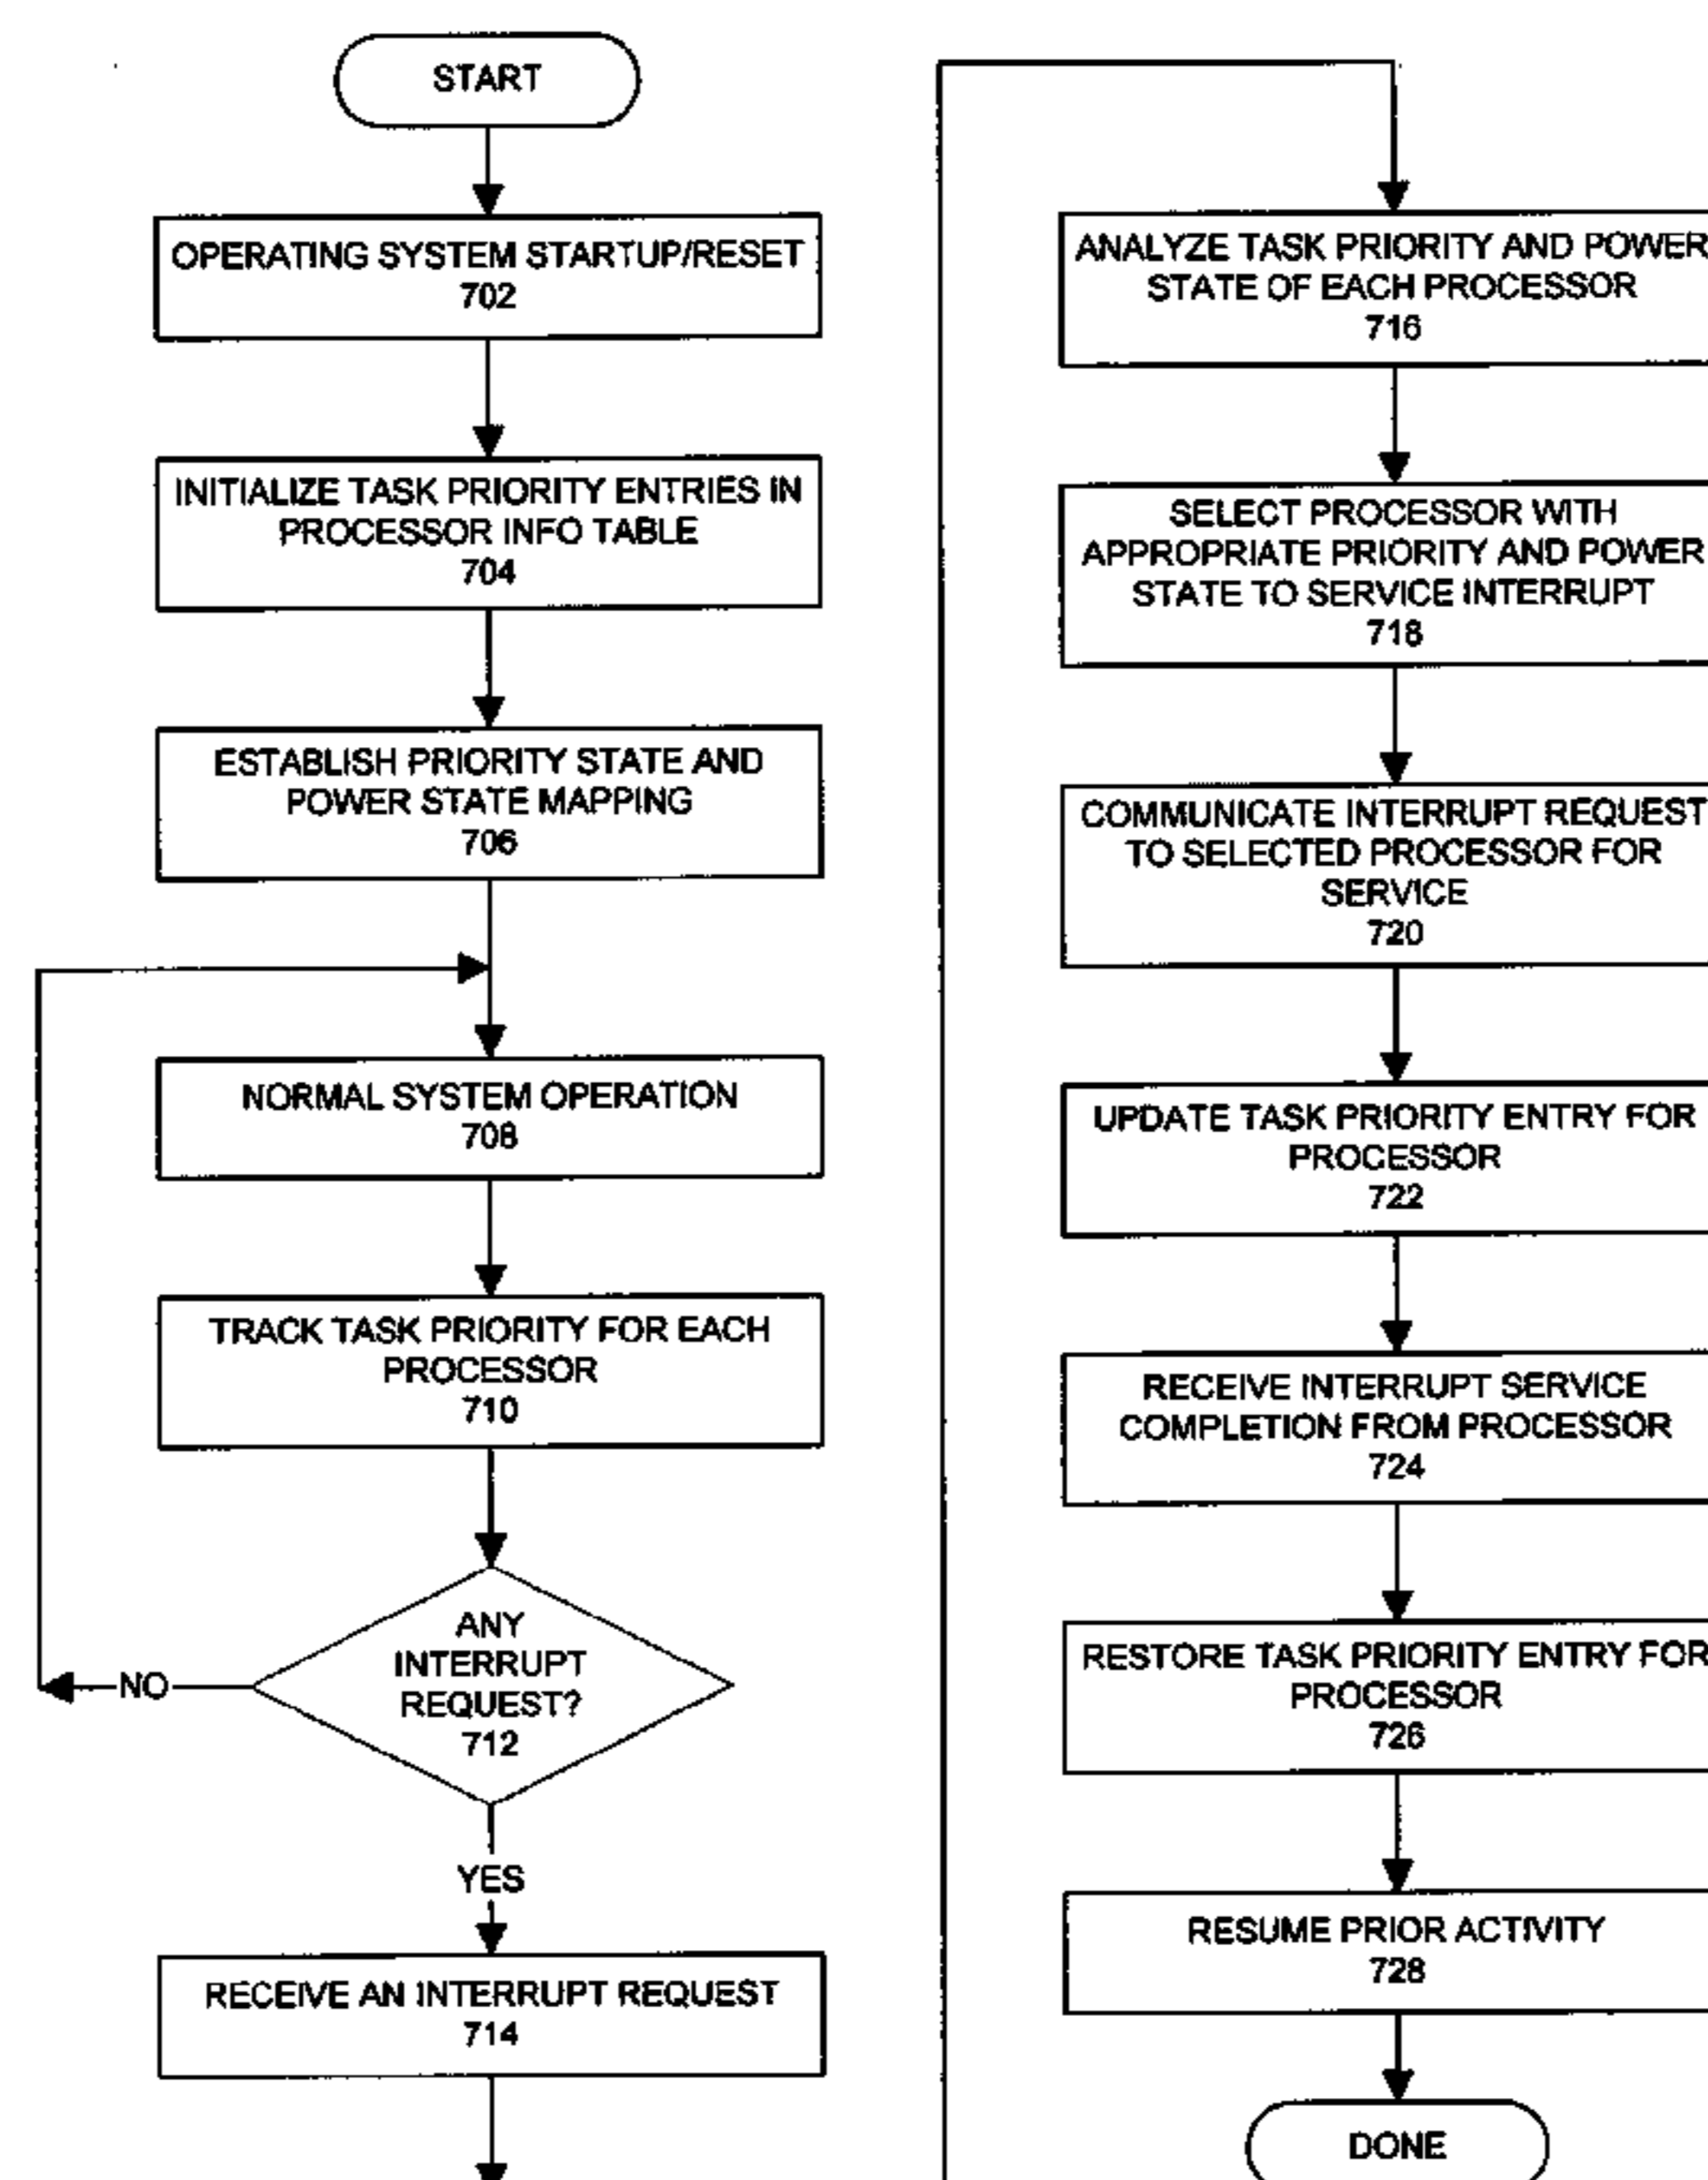 START
OPERATING SYSTEM STARTUP/RESET
702
INITIALIZE TASK PRIORITY ENTRIES IN
PROCESSOR INFO TABLE
704
ESTABLISH PRIORITY STATE AND
POWER STATE MAPPING
706
NORMAL SYSTEM OPERATION
708
TRACK TASK PRIORITY FOR EACH
PROCESSOR
710
ANY
INTERRUPT
REQUEST?
712
NO
YES
RECEIVE AN INTERRUPT REQUEST
714
ANALYZE TASK PRIORITY AND POWER
STATE OF EACH PROCESSOR
716
SELECT PROCESSOR WITH
APPROPRIATE PRIORITY AND POWER
STATE TO SERVICE INTERRUPT
718
COMMUNICATE INTERRUPT REQUEST
TO SELECTED PROCESSOR FOR
SERVICE
720
UPDATE TASK PRIORITY ENTRY FOR
PROCESSOR
722
RECEIVE INTERRUPT SERVICE
COMPLETION FROM PROCESSOR
724
RESTORE TASK PRIORITY ENTRY FOR
PROCESSOR
726
RESUME PRIOR ACTIVITY
728
DONE